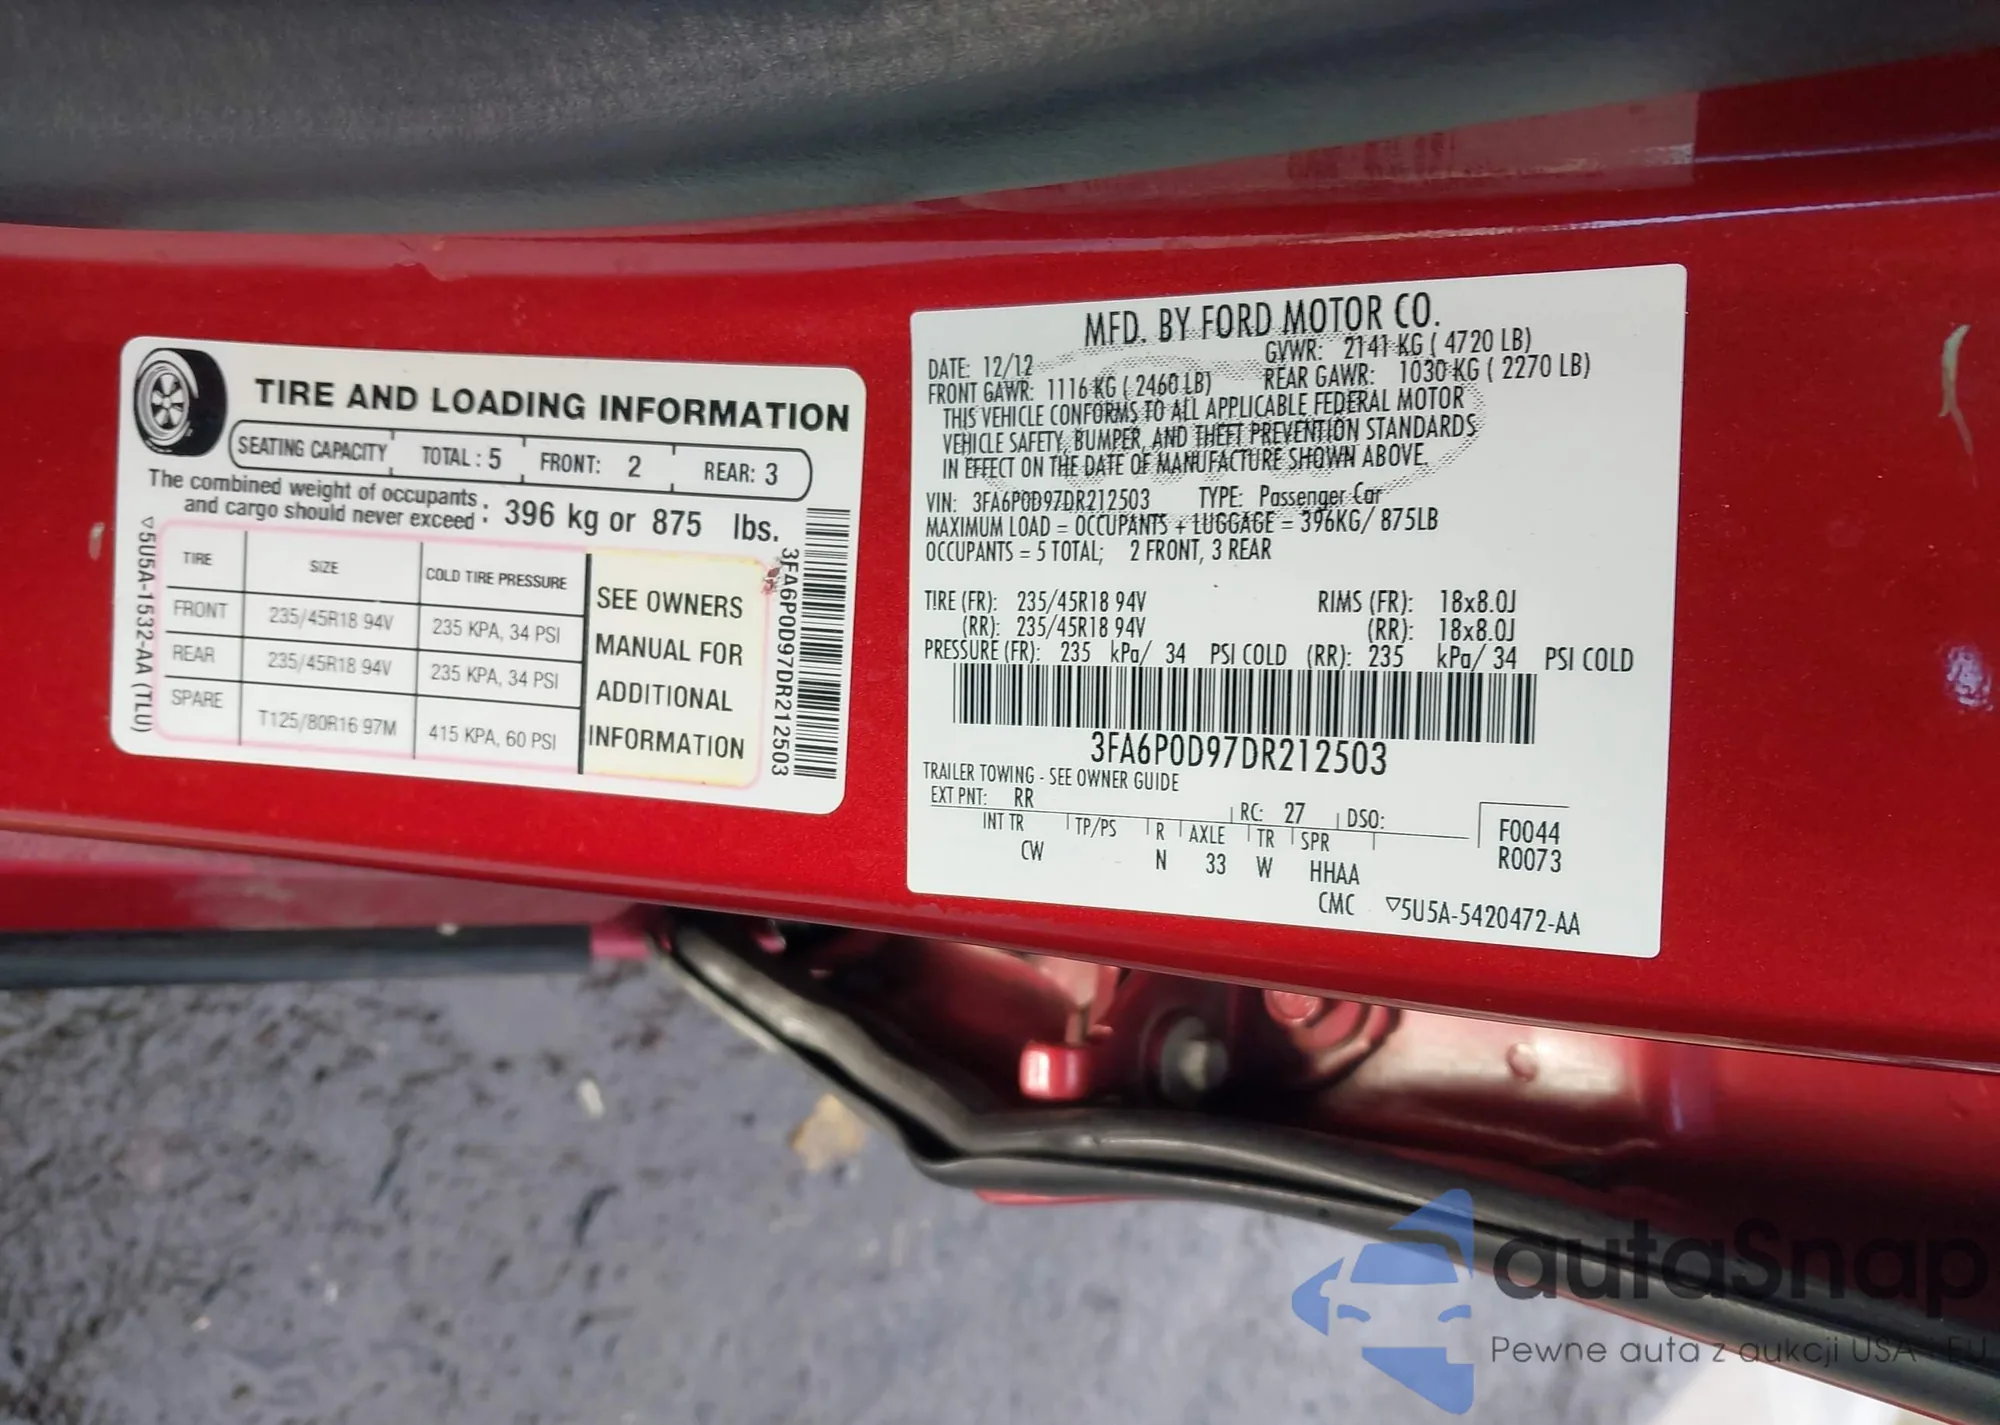 TIRE AND LOADING INFORMATION
SEATING CAPACITY TOTAL : 5 FRONT: 2 REAR: 3
The combined weight of occupants
and cargo should never exceed : 396 kg or 875 lbs.
TIRE SIZE COLD TIRE PRESSURE
FRONT 235/45R18 94V 235 KPA, 34 PSI
REAR 235/45R18 94V 235 KPA, 34 PSI
SPARE T125/80R16 97M 415 KPA, 60 PSI
SEE OWNERS
MANUAL FOR
ADDITIONAL
INFORMATION
▽5U5A-1532-AA (TLU)
3FA6P0D97DR212503
MFD. BY FORD MOTOR CO.
DATE: 12/12 GVWR: 2141 KG ( 4720 LB)
FRONT GAWR: 1116 KG ( 2460 LB) REAR GAWR: 1030 KG ( 2270 LB)
THIS VEHICLE CONFORMS TO ALL APPLICABLE FEDERAL MOTOR
VEHICLE SAFETY, BUMPER, AND THEFT PREVENTION STANDARDS
IN EFFECT ON THE DATE OF MANUFACTURE SHOWN ABOVE.
VIN: 3FA6P0D97DR212503 TYPE: Passenger Car
MAXIMUM LOAD = OCCUPANTS + LUGGAGE = 396KG/ 875LB
OCCUPANTS = 5 TOTAL; 2 FRONT, 3 REAR
TIRE (FR): 235/45R18 94V RIMS (FR): 18x8.0J
(RR): 235/45R18 94V (RR): 18x8.0J
PRESSURE (FR): 235 kPa/ 34 PSI COLD (RR): 235 kPa/ 34 PSI COLD
3FA6P0D97DR212503
TRAILER TOWING - SEE OWNER GUIDE
EXT PNT: RR RC: 27 DSO:
INT TR TP/PS R AXLE TR SPR
CW N 33 W HHAA
CMC
F0044
R0073
▽5U5A-5420472-AA
autaSnap
Pewne auta z aukcji USA - EU